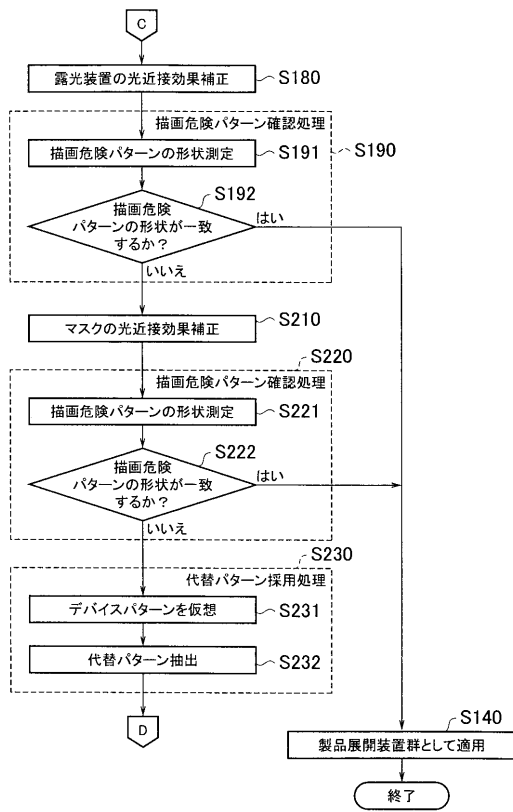 C
露光装置の光近接効果補正
S180
描画危険パターン確認処理
S190
描画危険パターンの形状測定
S191
S192
描画危険
パターンの形状が一致
するか？
はい
いいえ
マスクの光近接効果補正
S210
S220
描画危険パターン確認処理
描画危険パターンの形状測定
S221
S222
描画危険
パターンの形状が一致
するか？
はい
いいえ
S230
代替パターン採用処理
デバイスパターンを仮想
S231
代替パターン抽出
S232
D
S140
製品展開装置群として適用
終了